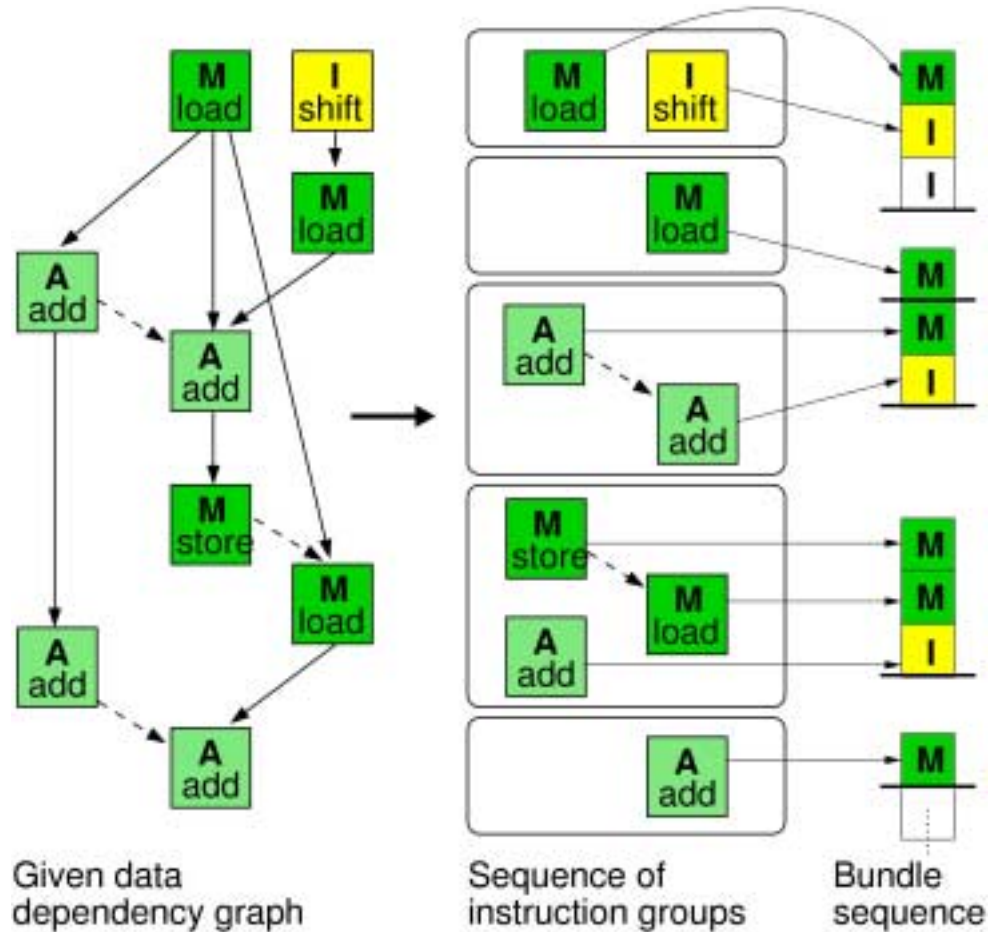 M
load
I
shift
M
load
A
add
A
add
M
store
M
load
A
add
A
add
Given data
dependency graph
M
load
I
shift
M
load
A
add
A
add
M
store
M
load
A
add
A
add
Sequence of
instruction groups
M
I
I
M
M
I
M
M
I
M
Bundle
sequence